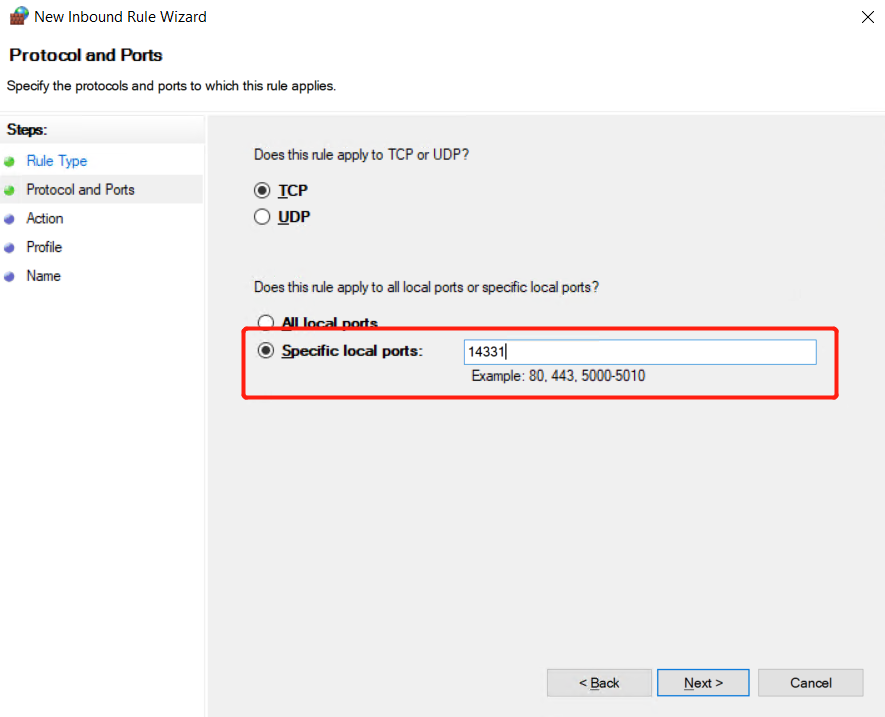 New Inbound Rule Wizard
Protocol and Ports
Specify the protocols and ports to which this rule applies.
Steps:
Rule Type
Protocol and Ports
Action
Profile
Name
Does this rule apply to TCP or UDP?
TCP
UDP
Does this rule apply to all local ports or specific local ports?
All local ports
Specific local ports: 14331
Example: 80, 443, 5000-5010
< Back Next > Cancel